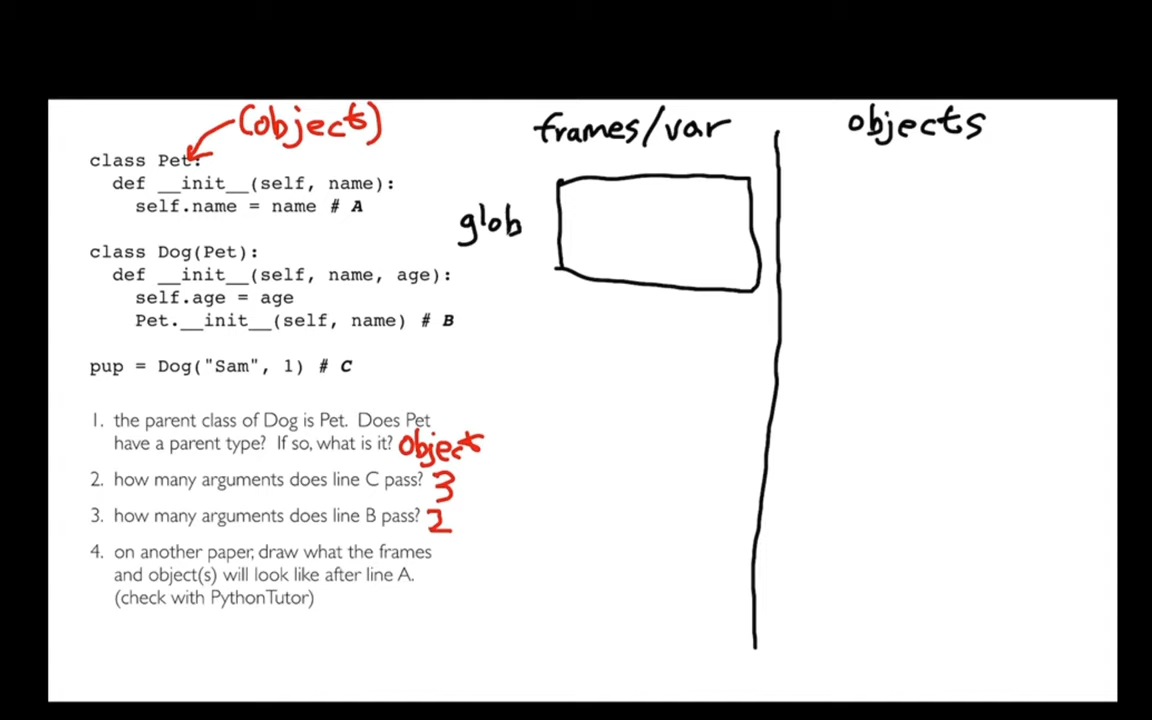 (object)
class Pet:
  def __init__(self, name):
    self.name = name # A
class Dog(Pet):
  def __init__(self, name, age):
    self.age = age
    Pet.__init__(self, name) # B
pup = Dog("Sam", 1) # C
1. the parent class of Dog is Pet. Does Pet
have a parent type? If so, what is it? object
2. how many arguments does line C pass? 3
3. how many arguments does line B pass? 2
4. on another paper, draw what the frames
and object(s) will look like after line A.
(check with PythonTutor)
frames/var
glob
objects